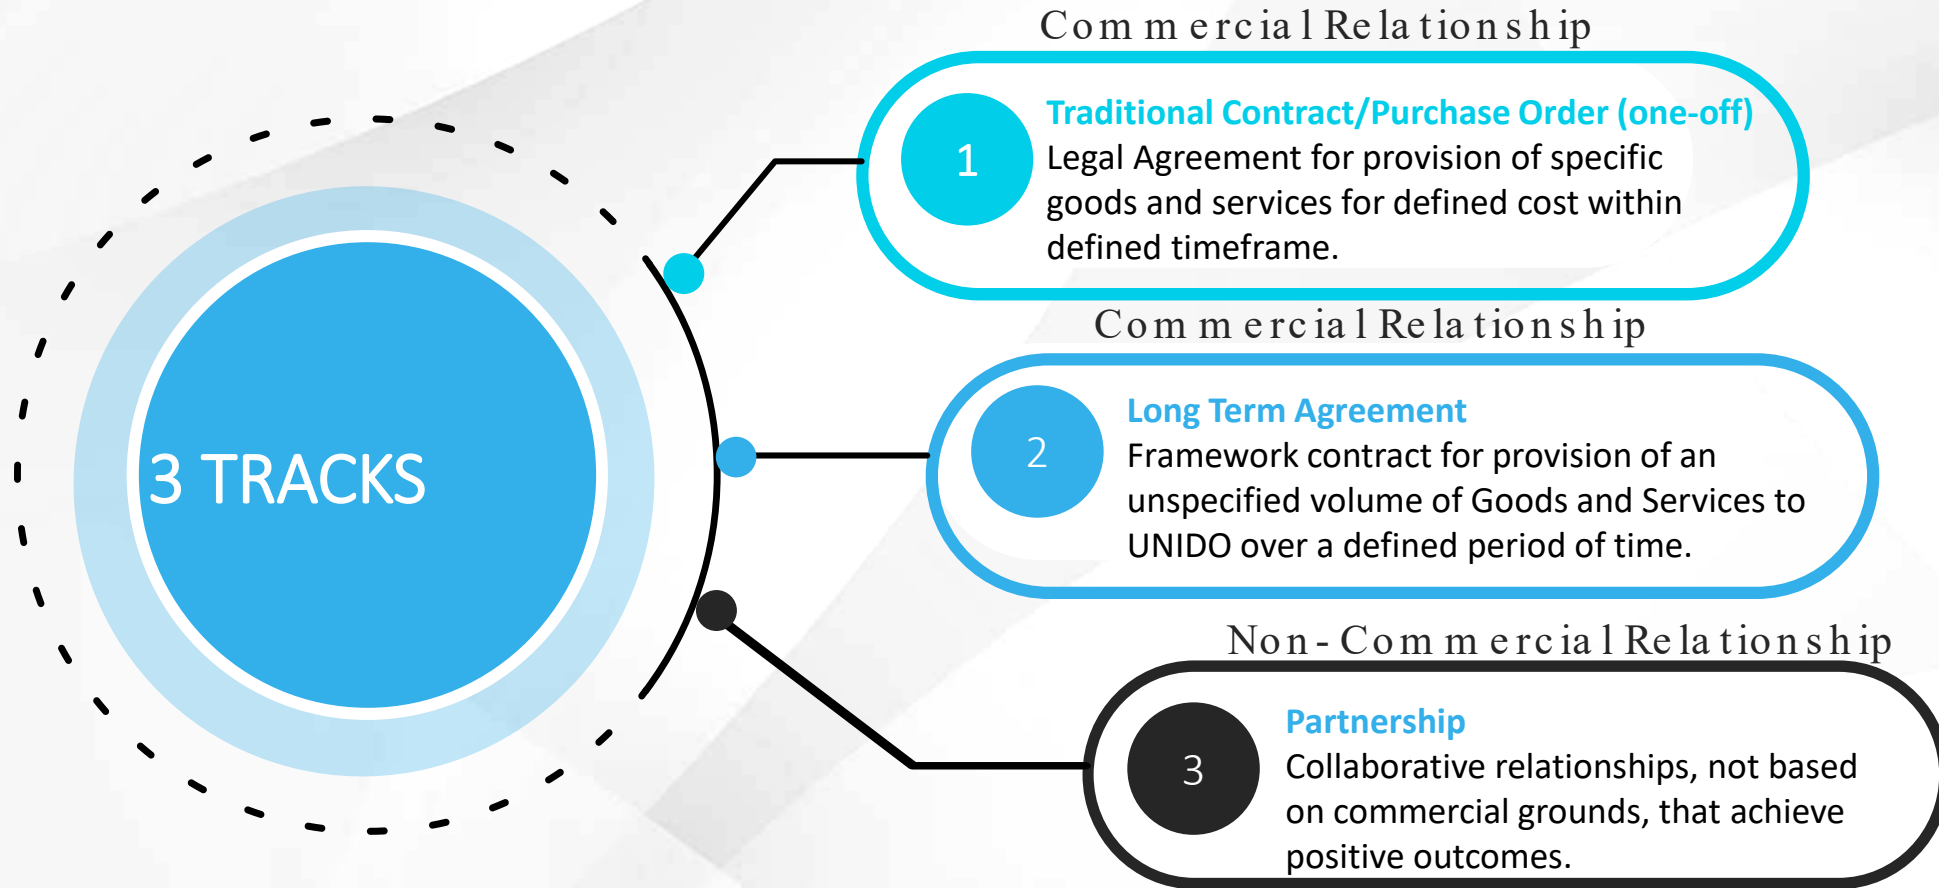 3 TRACKS
Commercial Relationship
1
Traditional Contract/Purchase Order (one-off)
Legal Agreement for provision of specific
goods and services for defined cost within
defined timeframe.
Commercial Relationship
2
Long Term Agreement
Framework contract for provision of an
unspecified volume of Goods and Services to
UNIDO over a defined period of time.
Non-Commercial Relationship
3
Partnership
Collaborative relationships, not based
on commercial grounds, that achieve
positive outcomes.